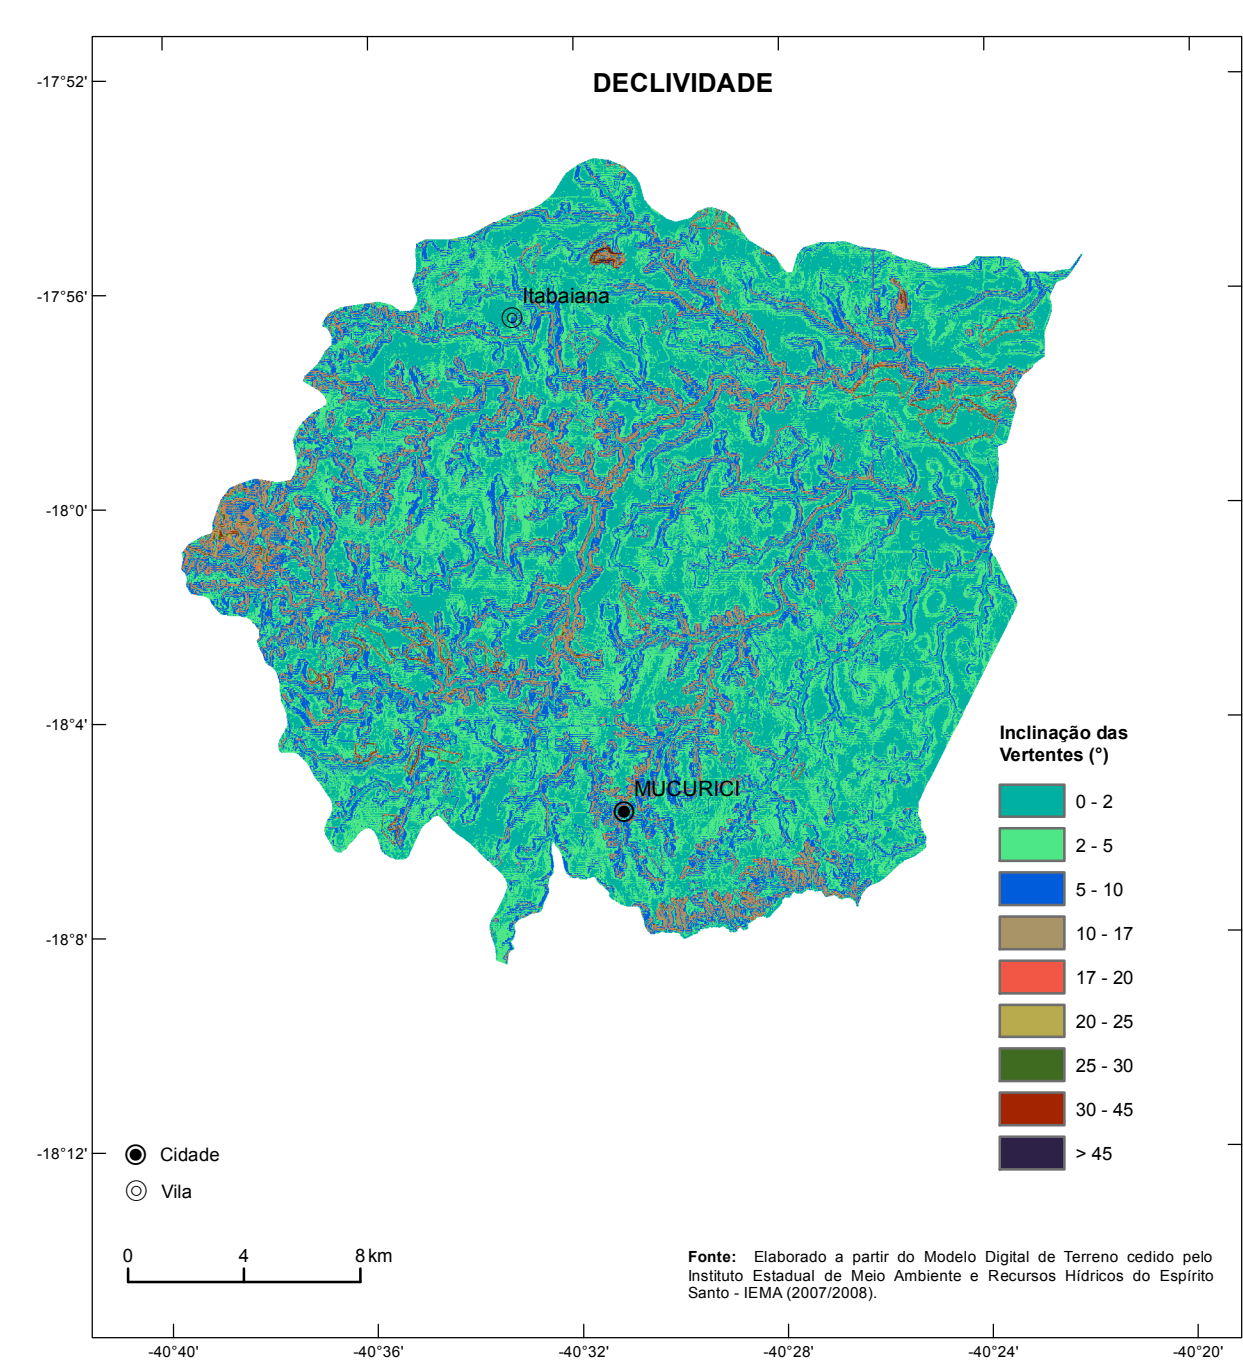 DECLIVIDADE
-17°52'
-17°56'
-18°0'
-18°4'
-18°8'
-18°12'
Itabaiana
MUCURICI
Inclinação das
Vertentes (°)
0 - 2
2 - 5
5 - 10
10 - 17
17 - 20
20 - 25
25 - 30
30 - 45
> 45
Cidade
Vila
0 4 8 km
Fonte: Elaborado a partir do Modelo Digital de Terreno cedido pelo
Instituto Estadual de Meio Ambiente e Recursos Hídricos do Espírito
Santo - IEMA (2007/2008).
-40°40' -40°36' -40°32' -40°28' -40°24' -40°20'